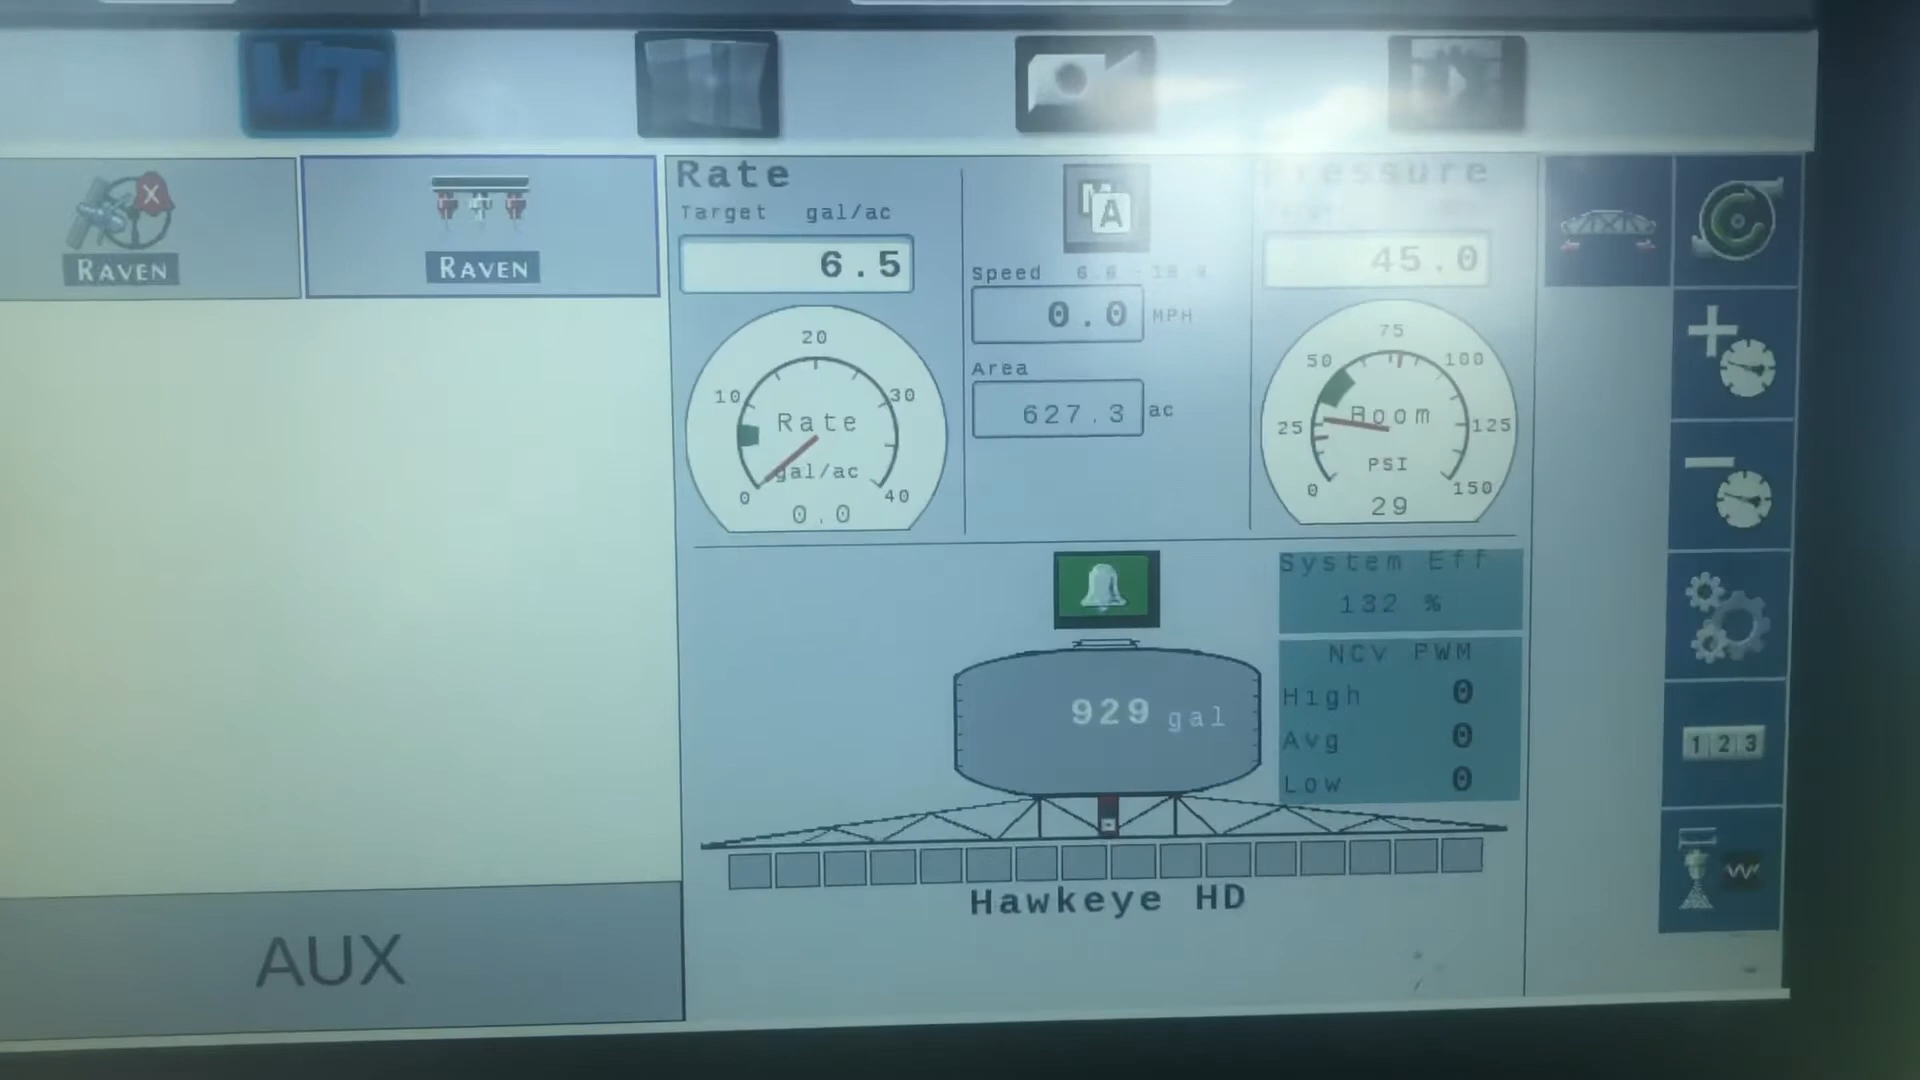 UT
RAVEN
RAVEN
AUX
Rate
Target gal/ac
6.5
20
10
30
Rate
gal/ac
0
40
0.0
M
A
Speed
0.0 MPH
Area
627.3 ac
Pressure
45.0
75
50
100
Boom
25
125
PSI
0
150
29
System Eff
132 %
NCV PWM
High 0
Avg 0
Low 0
929 gal
Hawkeye HD
1 2 3